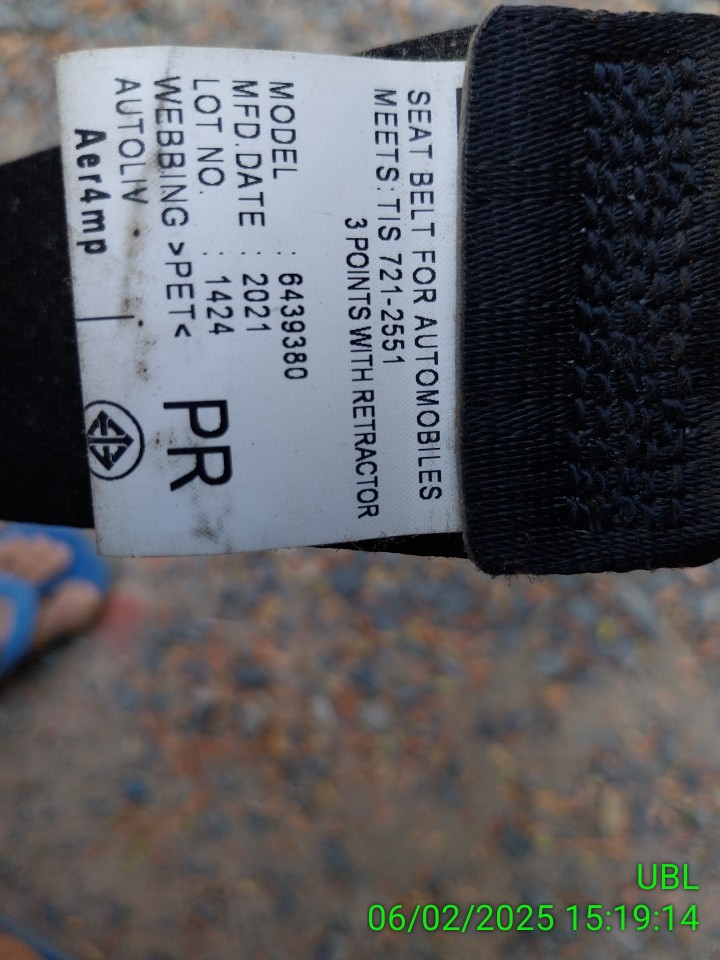 SEAT BELT FOR AUTOMOBILES
MEETS: TIS 721-2551
3 POINTS WITH RETRACTOR
MODEL : 6439380
MFD.DATE : 2021
LOT NO. : 1424
WEBBING >PET<
PR
AUTOLIV
Aer4mp
UBL
06/02/2025 15:19:14